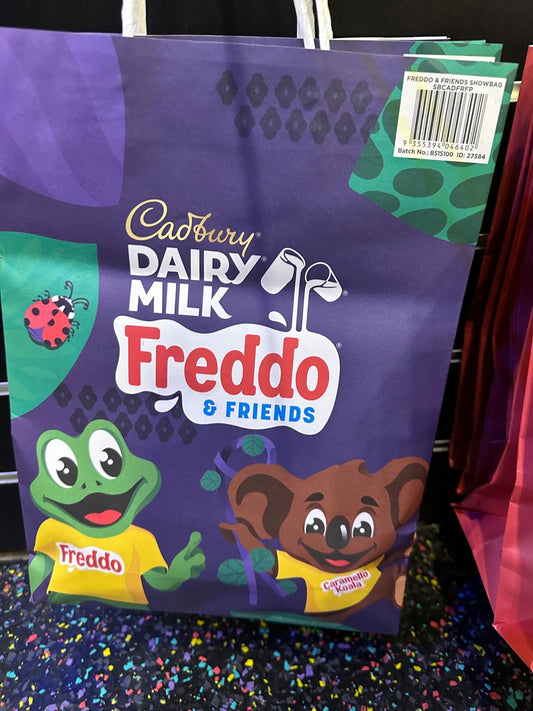 FREDDO & FRIENDS SHOWBAG
SBCADFRFP
9 355394 046402
Batch No.: BS15100 ID: 27584
Cadbury
DAIRY
MILK
Freddo
& FRIENDS
Freddo
Caramello
Koala